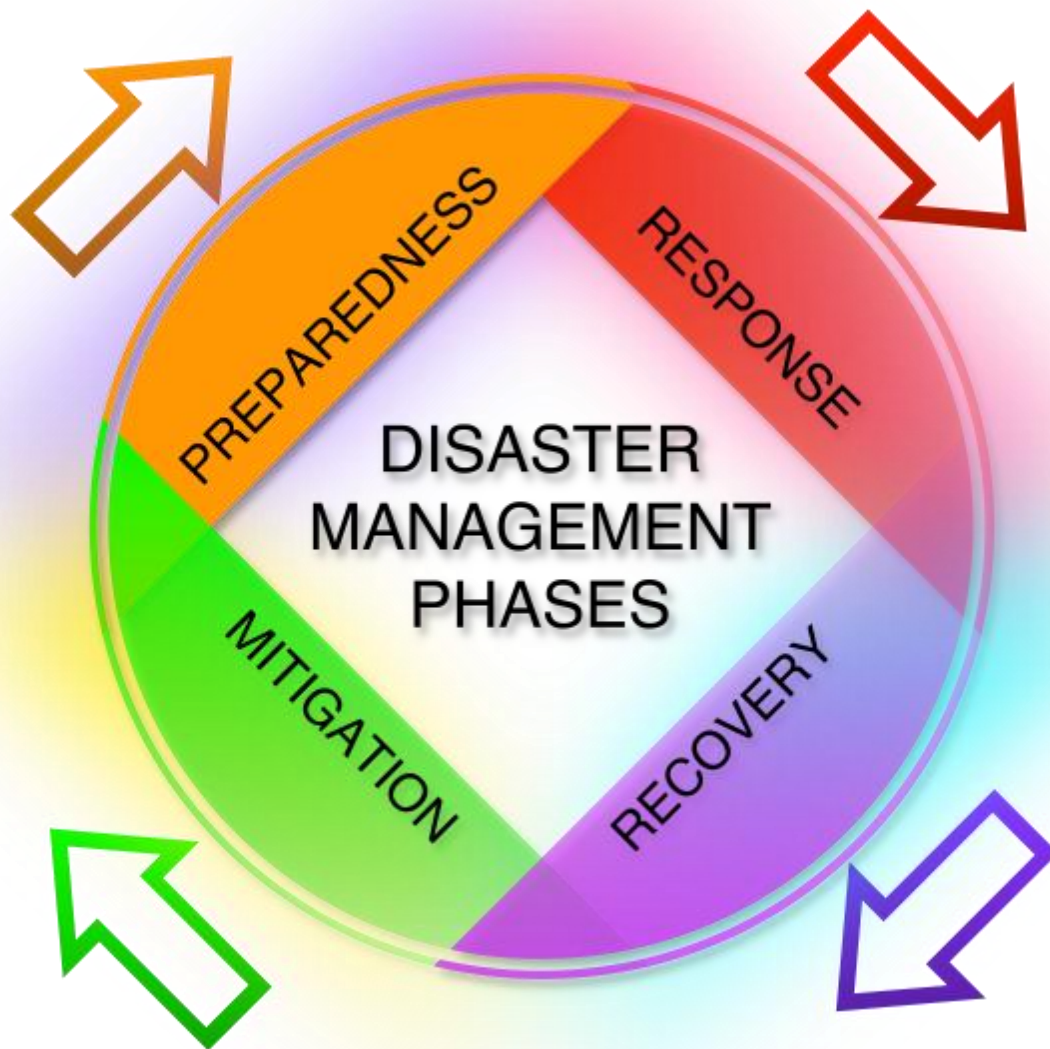 PREPAREDNESS
RESPONSE
DISASTER
MANAGEMENT
PHASES
MITIGATION
RECOVERY